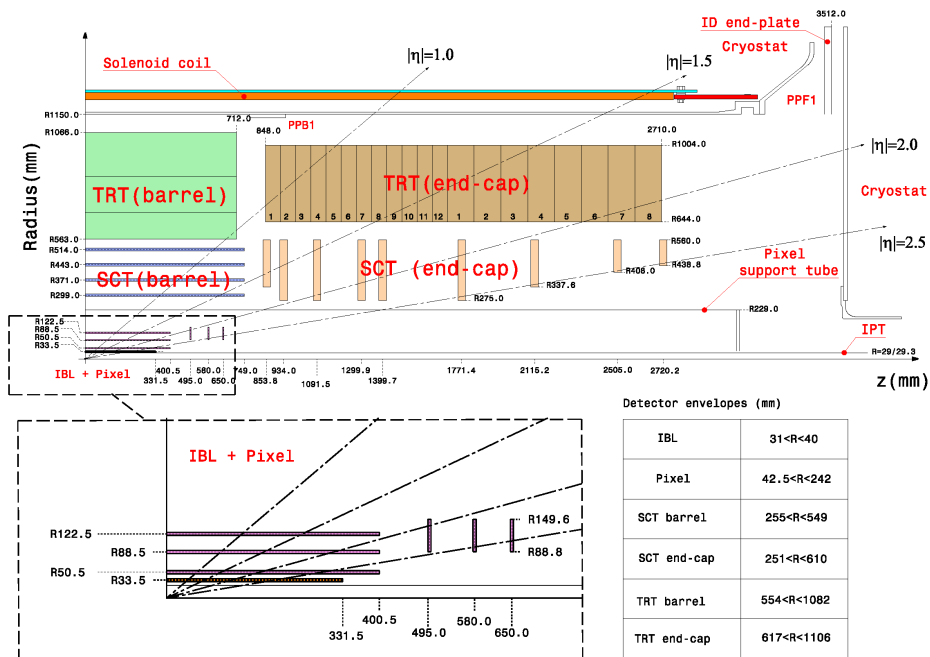 3512.0
ID end-plate
Cryostat
|η|=1.0
|η|=1.5
Solenoid coil
PPF1
R1150.0
712.0
PPB1
R1066.0
848.0
2710.0
R1004.0
|η|=2.0
TRT(barrel)
TRT(end-cap)
Cryostat
Radius(mm)
1 2 3 4 5 6 7 8 9 10 11 12 1 2 3 4 5 6 7 8
R644.0
R563.0
R560.0
R514.0
|η|=2.5
R443.0
SCT(barrel)
SCT (end-cap)
R438.8
R408.0
Pixel
support tube
R371.0
R337.6
R299.0
R275.0
R229.0
R122.5
R88.5
R50.5
R33.5
IPT
R=29/29.3
IBL + Pixel
400.5
580.0
749.0
934.0
1299.9
1771.4
2115.2
2505.0
2720.2
331.5
495.0
650.0
853.8
1091.5
1399.7
z(mm)
Detector envelopes (mm)
IBL 31<R<40
Pixel 42.5<R<242
SCT barrel 255<R<549
SCT end-cap 251<R<610
TRT barrel 554<R<1082
TRT end-cap 617<R<1106
IBL + Pixel
R122.5
R149.6
R88.5
R88.8
R50.5
R33.5
400.5
580.0
331.5
495.0
650.0